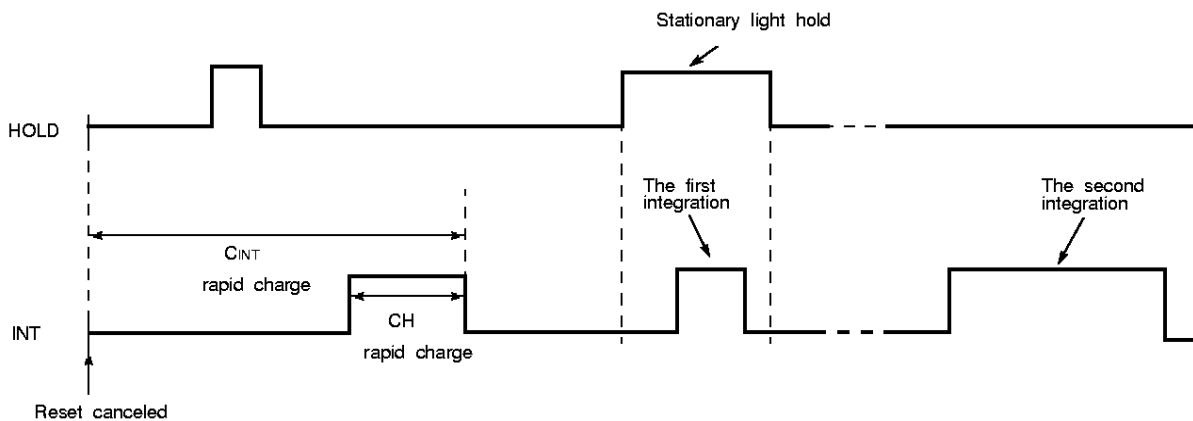 Stationary light hold
HOLD
The first
integration
The second
integration
CINT
rapid charge
CH
rapid charge
INT
Reset canceled